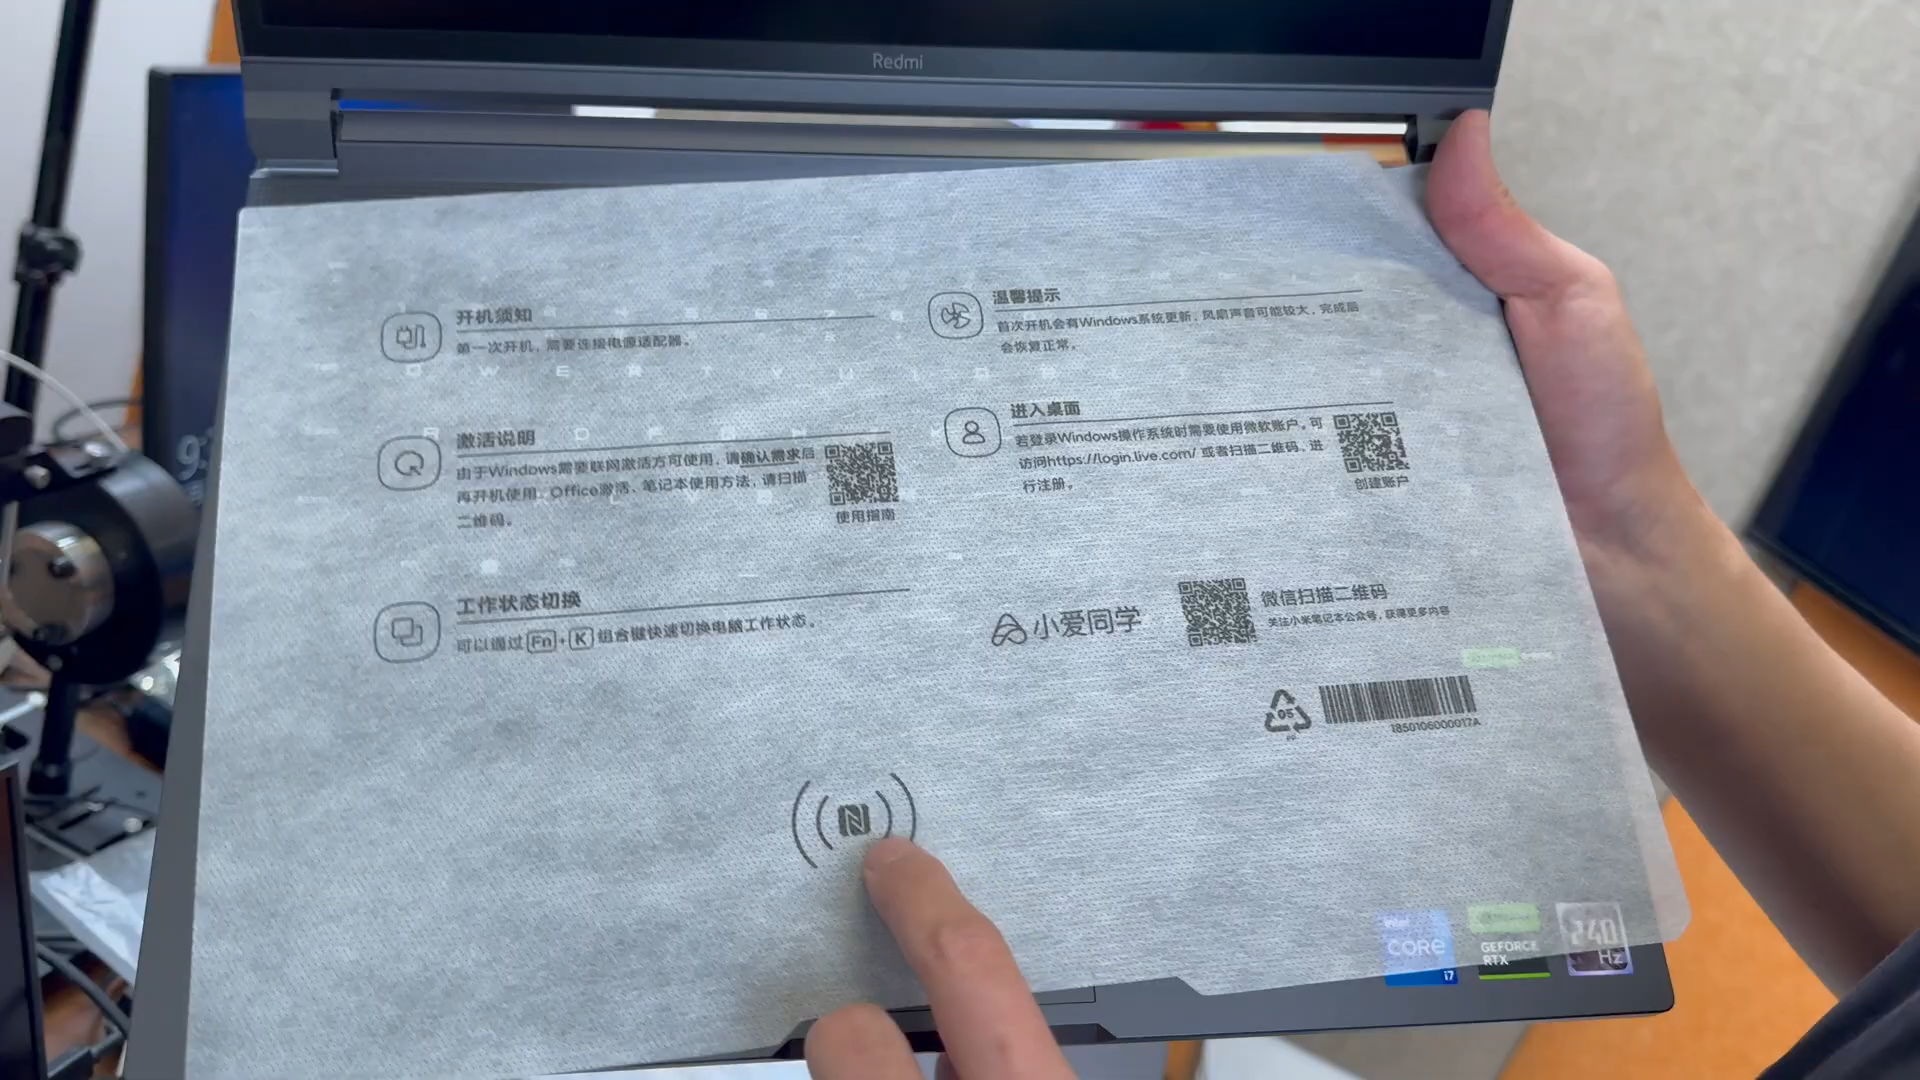 Redmi
开机须知
第一次开机，需要连接电源适配器。
温馨提示
首次开机会有Windows系统更新，风扇声音可能较大，完成后
会恢复正常。
激活说明
由于Windows需要联网激活方可使用，请确认需求后
再开机使用。Office激活、笔记本使用方法，请扫描
二维码。
使用指南
进入桌面
若登录Windows操作系统时需要使用微软账户。可
访问https://login.live.com/ 或者扫描二维码，进
行注册。
创建账户
工作状态切换
可以通过 Fn + K 组合键快速切换电脑工作状态。
小爱同学
微信扫描二维码
关注小米笔记本公众号，获得更多内容
05
PP
1850106000017A
intel
CORE
i7
GEFORCE
RTX
240
Hz